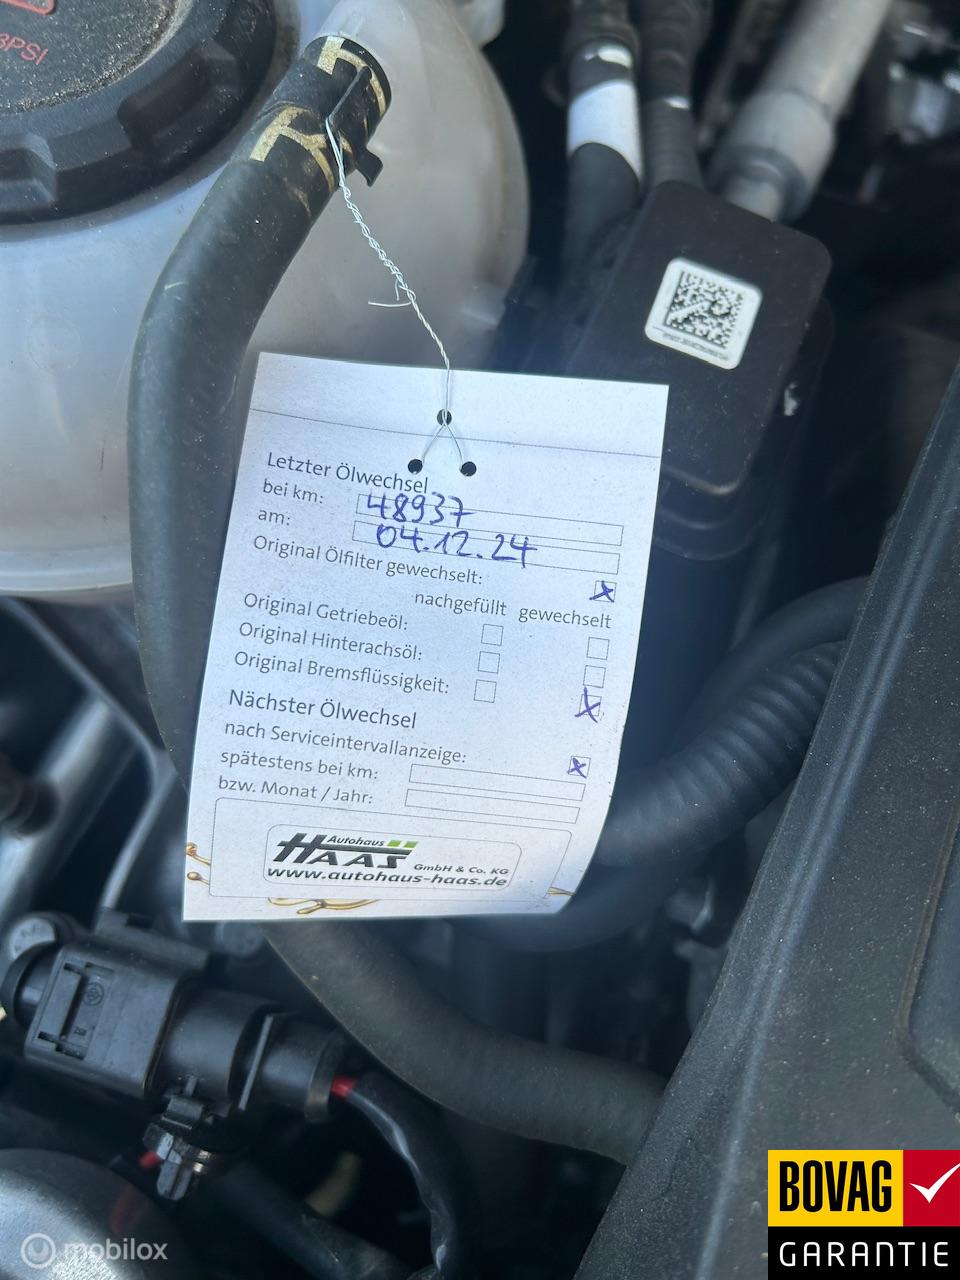 3PSI
Letzter Ölwechsel
bei km: 48937
am: 04.12.24
Original Ölfilter gewechselt: x
nachgefüllt gewechselt
Original Getriebeöl:
Original Hinterachsöl:
Original Bremsflüssigkeit: x
Nächster Ölwechsel
nach Serviceintervallanzeige: x
spätestens bei km:
bzw. Monat / Jahr:
Autohaus
HAAS GmbH & Co. KG
www.autohaus-haas.de
BOVAG
GARANTIE
mobilox